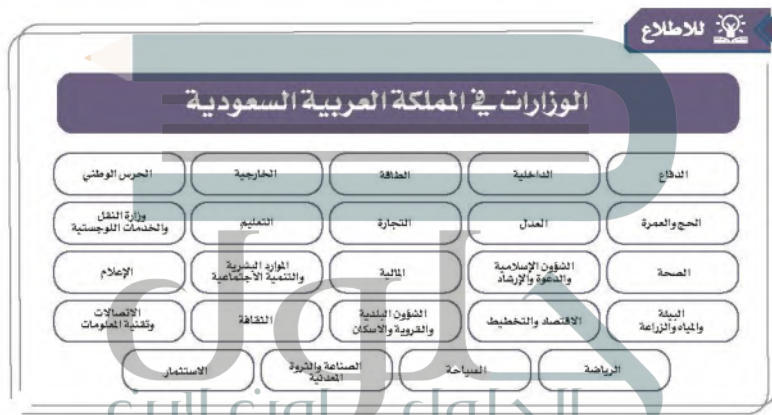 للاطلاع
الوزارات في المملكة العربية السعودية
الدفاع
الداخلية
الطاقة
الخارجية
الحرس الوطني
الحج والعمرة
العدل
التجارة
التعليم
وزارة النقل
والخدمات اللوجستية
الصحة
الشؤون الإسلامية
والدعوة والإرشاد
المالية
الموارد البشرية
والتنمية الاجتماعية
الإعلام
البيئة
والمياه والزراعة
الاقتصاد والتخطيط
الشؤون البلدية
والقروية والاسكان
الثقافة
الاتصالات
وتقنية المعلومات
الرياضة
السياحة
الصناعة والثروة
المعدنية
الاستثمار
حلول